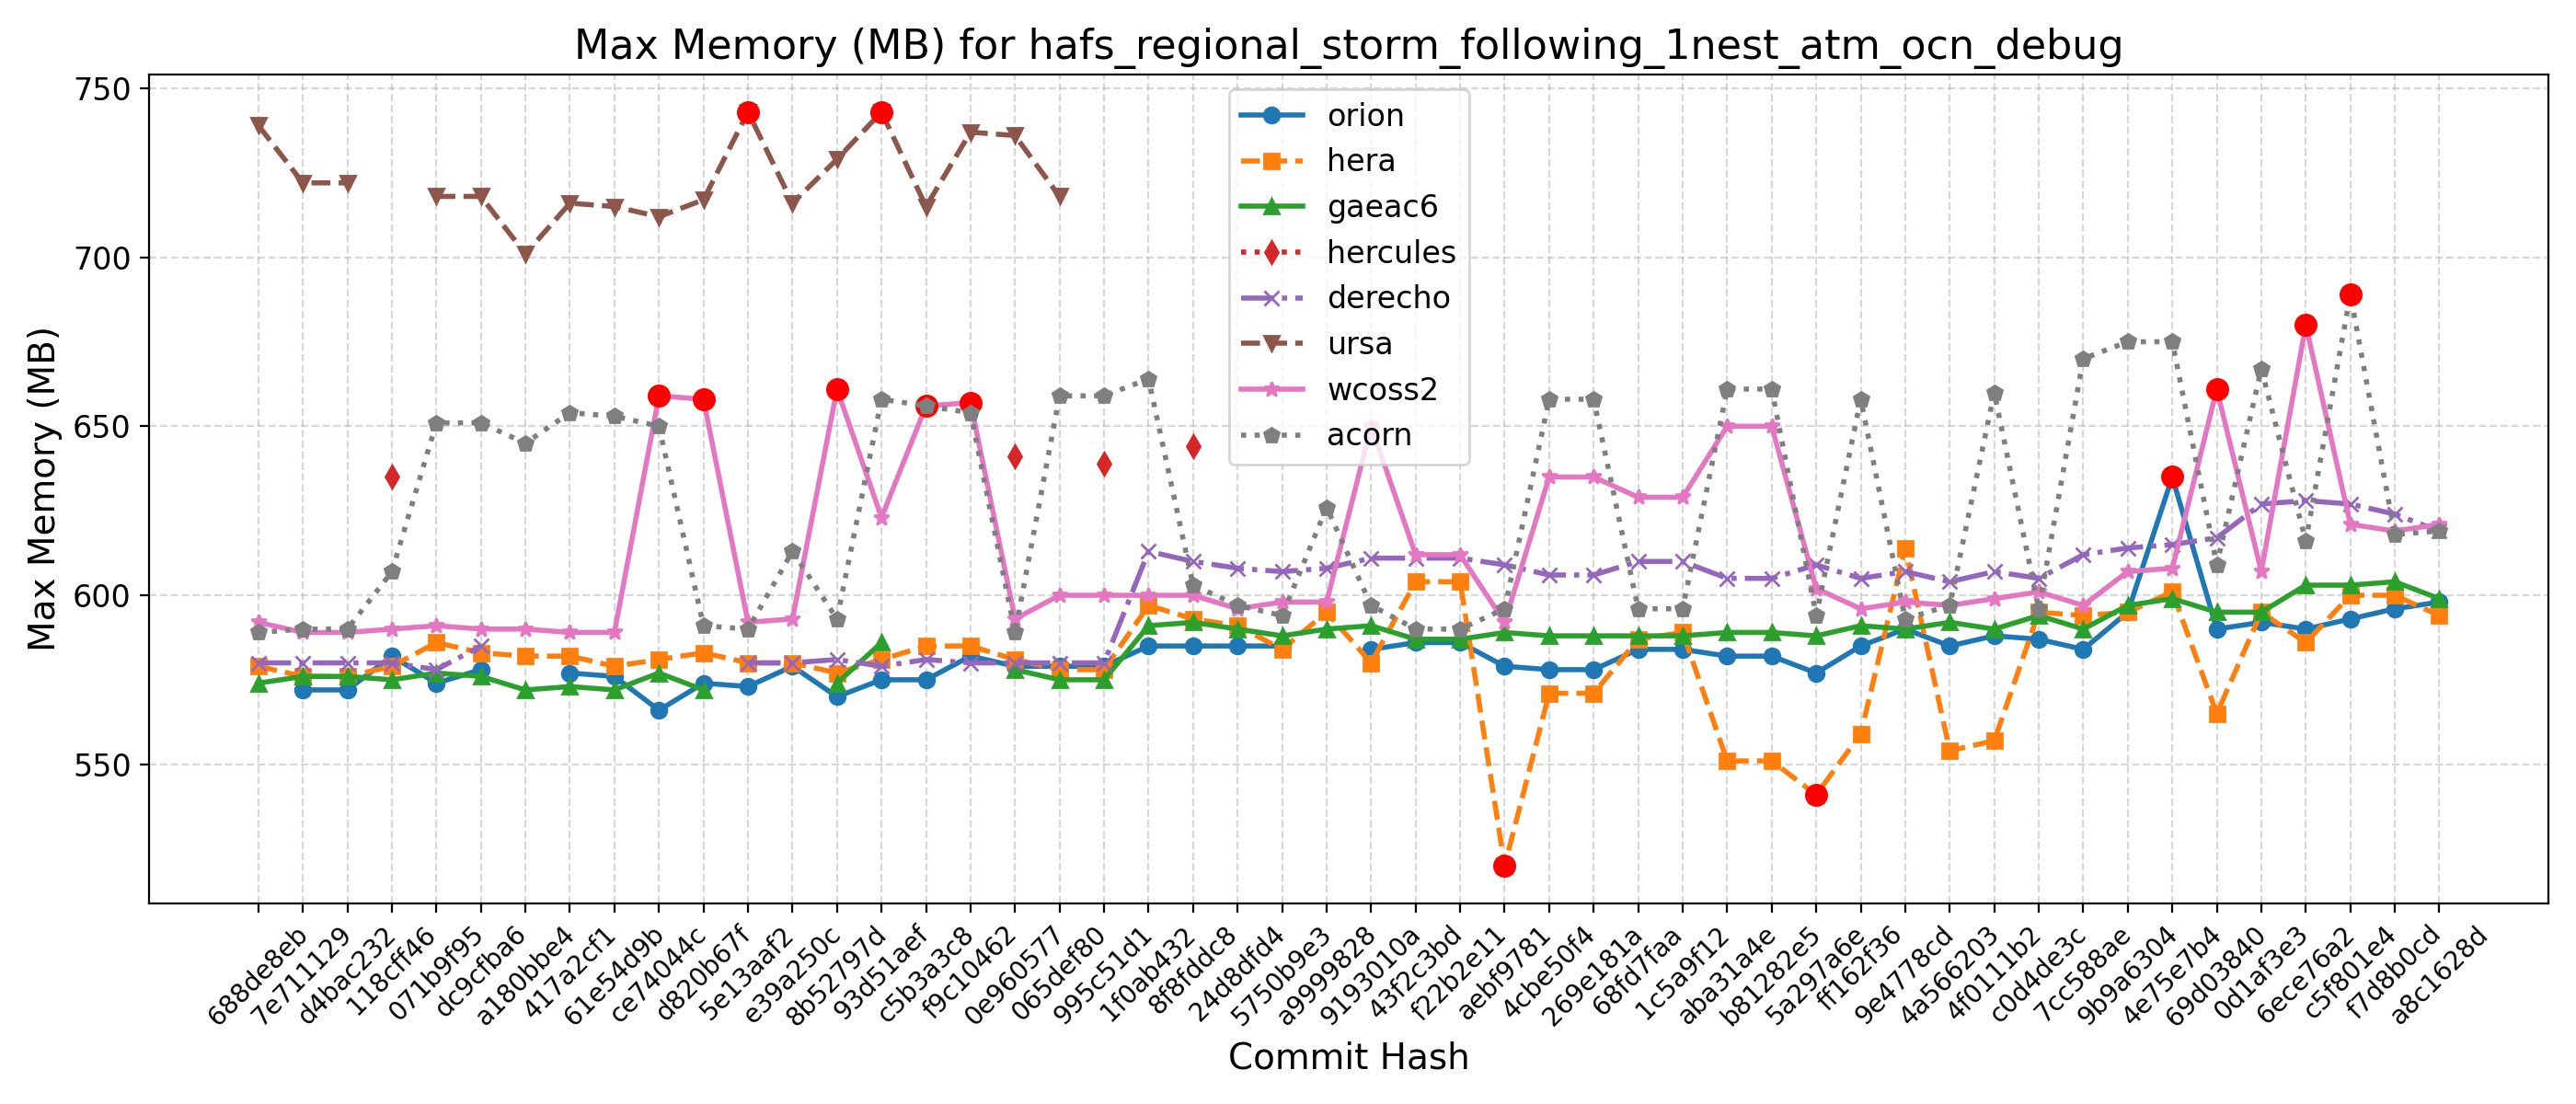 Max Memory (MB) for hafs_regional_storm_following_1nest_atm_ocn_debug
Max Memory (MB)
750
700
650
600
550
orion
hera
gaeac6
hercules
derecho
ursa
wcoss2
acorn
688de8eb
7e711129
d4bac232
118cff46
071b9f95
dc9cfba6
a180bbe4
417a2cf1
61e54d9b
ce74044c
d820b67f
5e13aaf2
e39a250c
8b52797d
93d51aef
c5b3a3c8
f9c10462
0e960577
065def80
995c51d1
1f0ab432
8f8fddc8
24d8dfd4
5750b9e3
a9999828
9193010a
43f2c3bd
f22b2e11
aebf9781
4cbe50f4
269e181a
68fd7faa
1c5a9f12
aba31a4e
b81282e5
5a297a6e
ff162f36
9e4778cd
4a566203
4f0111b2
c0d4de3c
7cc588ae
9b9a6304
4e75e7b4
69d03840
0d1af3e3
6ece76a2
c5f801e4
f7d8b0cd
a8c1628d
Commit Hash